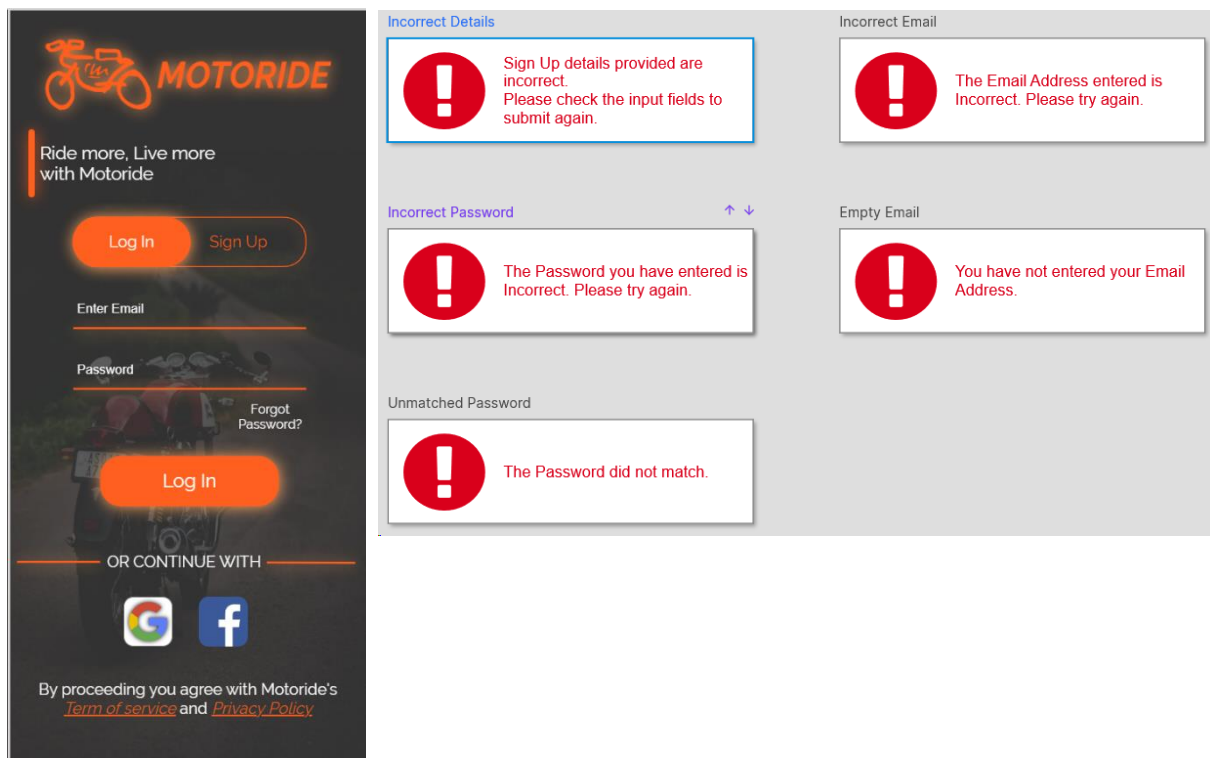 MOTORIDE
Ride more, Live more
with Motoride
Log In
Sign Up
Enter Email
Password
Forgot
Password?
Log In
OR CONTINUE WITH
By proceeding you agree with Motoride's
Term of service and Privacy Policy
Incorrect Details
Sign Up details provided are
incorrect.
Please check the input fields to
submit again.
Incorrect Email
The Email Address entered is
Incorrect. Please try again.
Incorrect Password
The Password you have entered is
Incorrect. Please try again.
Empty Email
You have not entered your Email
Address.
Unmatched Password
The Password did not match.